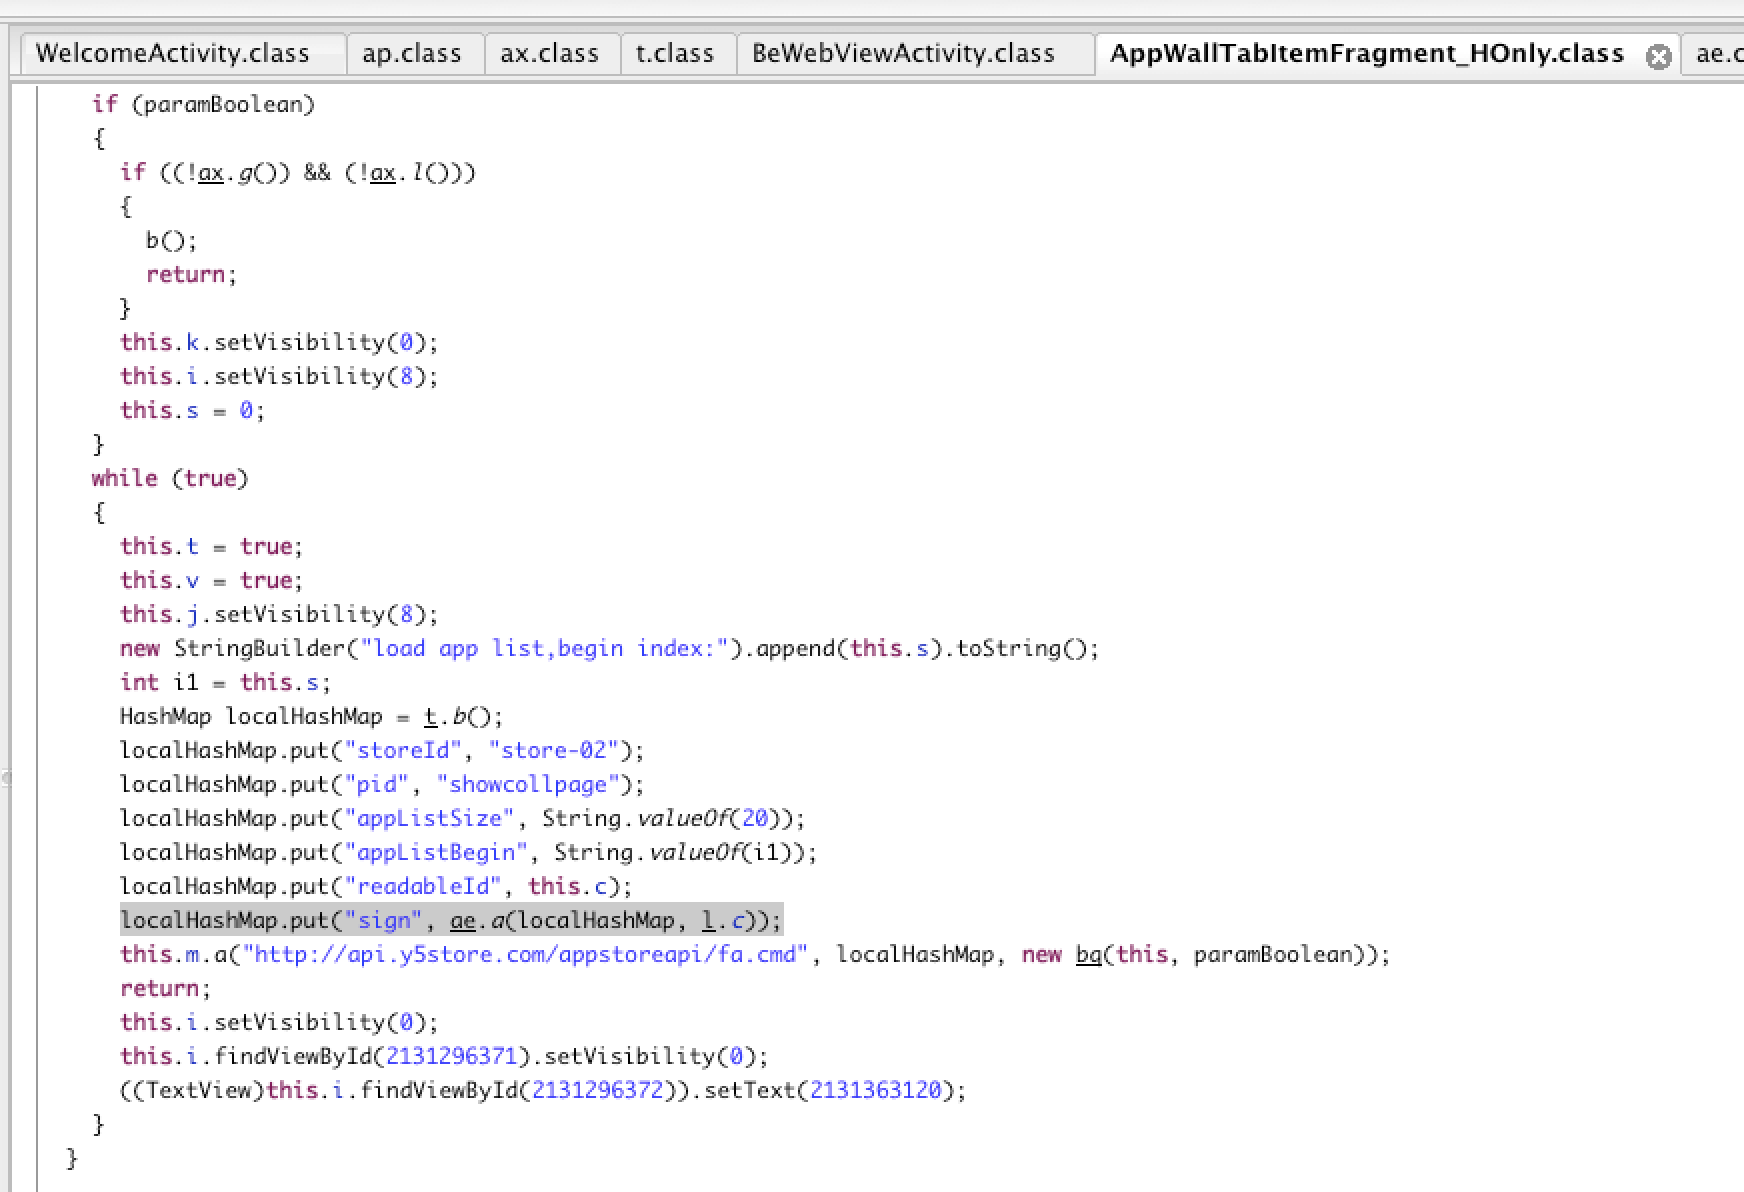 WelcomeActivity.class ap.class ax.class t.class BeWebViewActivity.class AppWallTabItemFragment_HOnly.class ae.c
if (paramBoolean)
{
if ((!ax.g()) && (!ax.l()))
{
b();
return;
}
this.k.setVisibility(0);
this.i.setVisibility(8);
this.s = 0;
}
while (true)
{
this.t = true;
this.v = true;
this.j.setVisibility(8);
new StringBuilder("load app list,begin index:").append(this.s).toString();
int i1 = this.s;
HashMap localHashMap = t.b();
localHashMap.put("storeId", "store-02");
localHashMap.put("pid", "showcollpage");
localHashMap.put("appListSize", String.valueOf(20));
localHashMap.put("appListBegin", String.valueOf(i1));
localHashMap.put("readableId", this.c);
localHashMap.put("sign", ae.a(localHashMap, l.c));
this.m.a("http://api.y5store.com/appstoreapi/fa.cmd", localHashMap, new bq(this, paramBoolean));
return;
this.i.setVisibility(0);
this.i.findViewById(2131296371).setVisibility(0);
((TextView)this.i.findViewById(2131296372)).setText(2131363120);
}
}